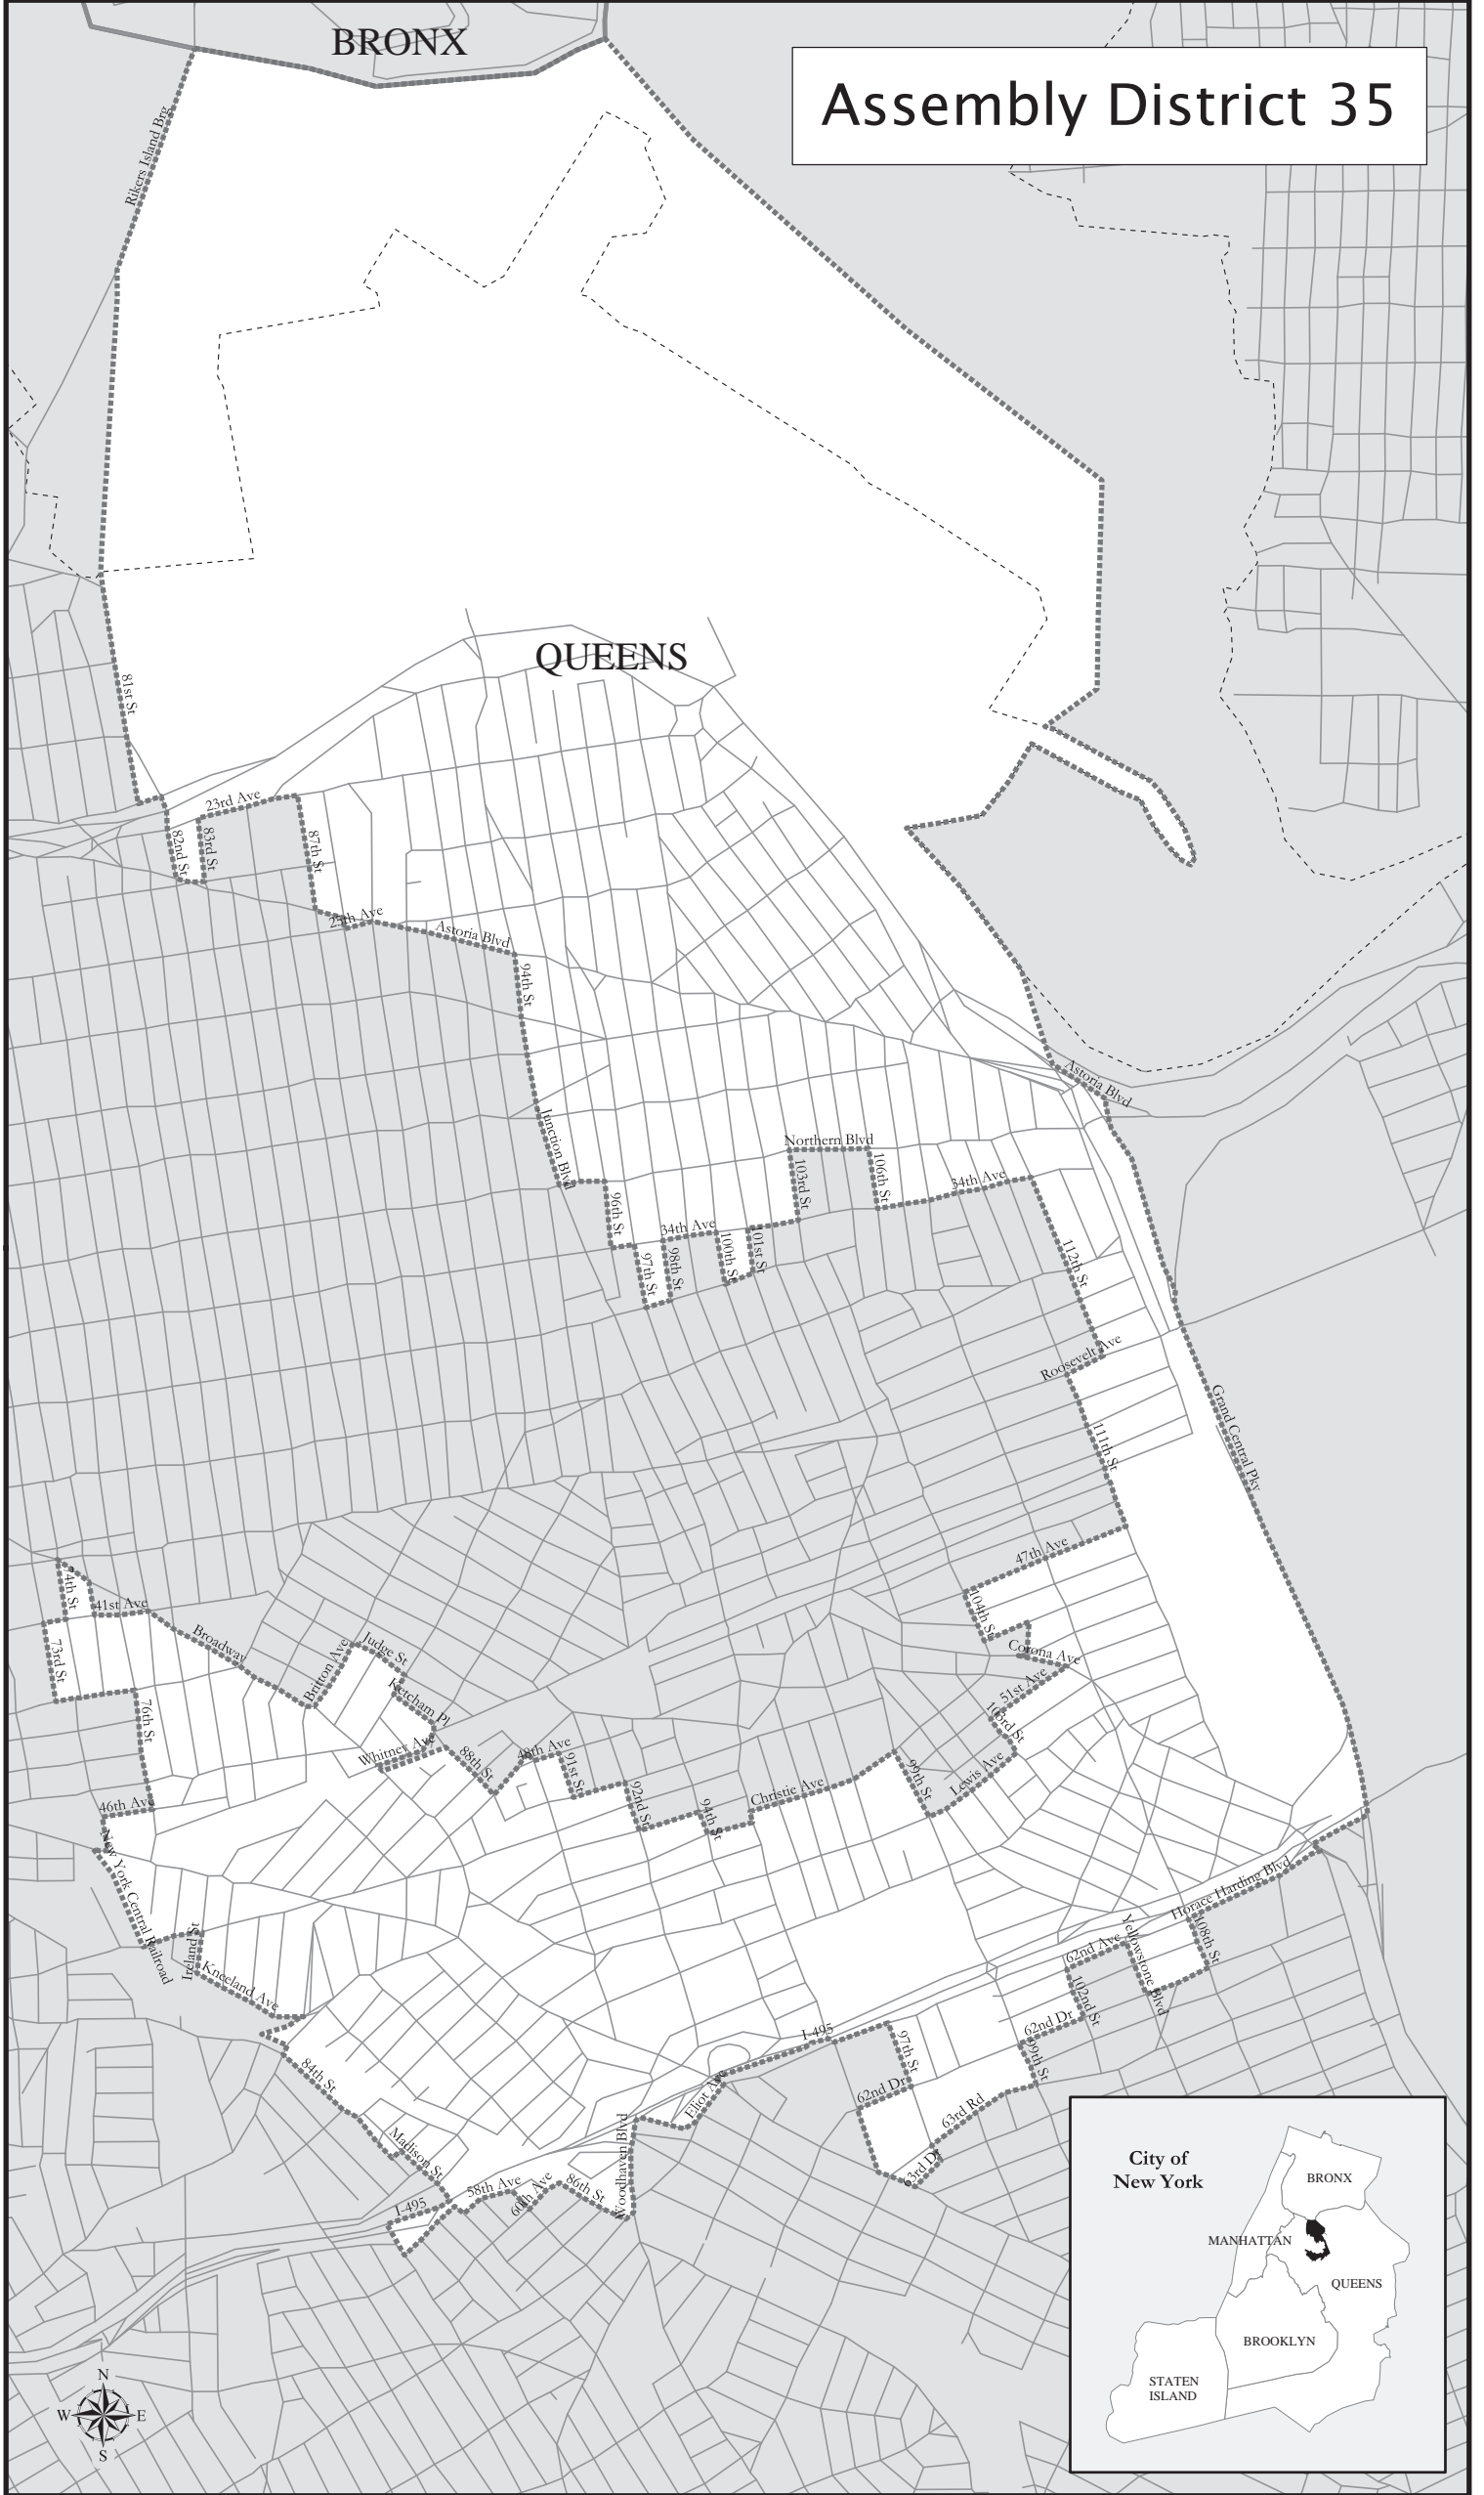 BRONX
Assembly District 35
Rikers Island Brg
QUEENS
81st St
23rd Ave
82nd St
83rd St
87th St
25th Ave
Astoria Blvd
94th St
Astoria Blvd
Junction Blvd
Northern Blvd
103rd St
106th St
34th Ave
96th St
34th Ave
97th St
98th St
100th St
101st St
112th St
Roosevelt Ave
Grand Central Pky
111th St
47th Ave
4th St
41st Ave
104th St
73rd St
Broadway
Judge St
Britton Ave
Corona Ave
Ketcham Pl
51st Ave
76th St
103rd St
Whitney Ave
88th St
48th Ave
91st St
99th St
Lewis Ave
46th Ave
92nd St
94th St
Christie Ave
New York Central Railroad
Horace Harding Blvd
Ireland St
Yellowstone Blvd
108th St
62nd Ave
Kneeland Ave
102nd St
I-495
97th St
62nd Dr
99th St
84th St
Eliot Ave
62nd Dr
63rd Rd
Madison St
Woodhaven Blvd
63rd Dr
I-495
58th Ave
60th Ave
86th St
City of
New York
BRONX
MANHATTAN
QUEENS
BROOKLYN
STATEN
ISLAND
N
W
E
S